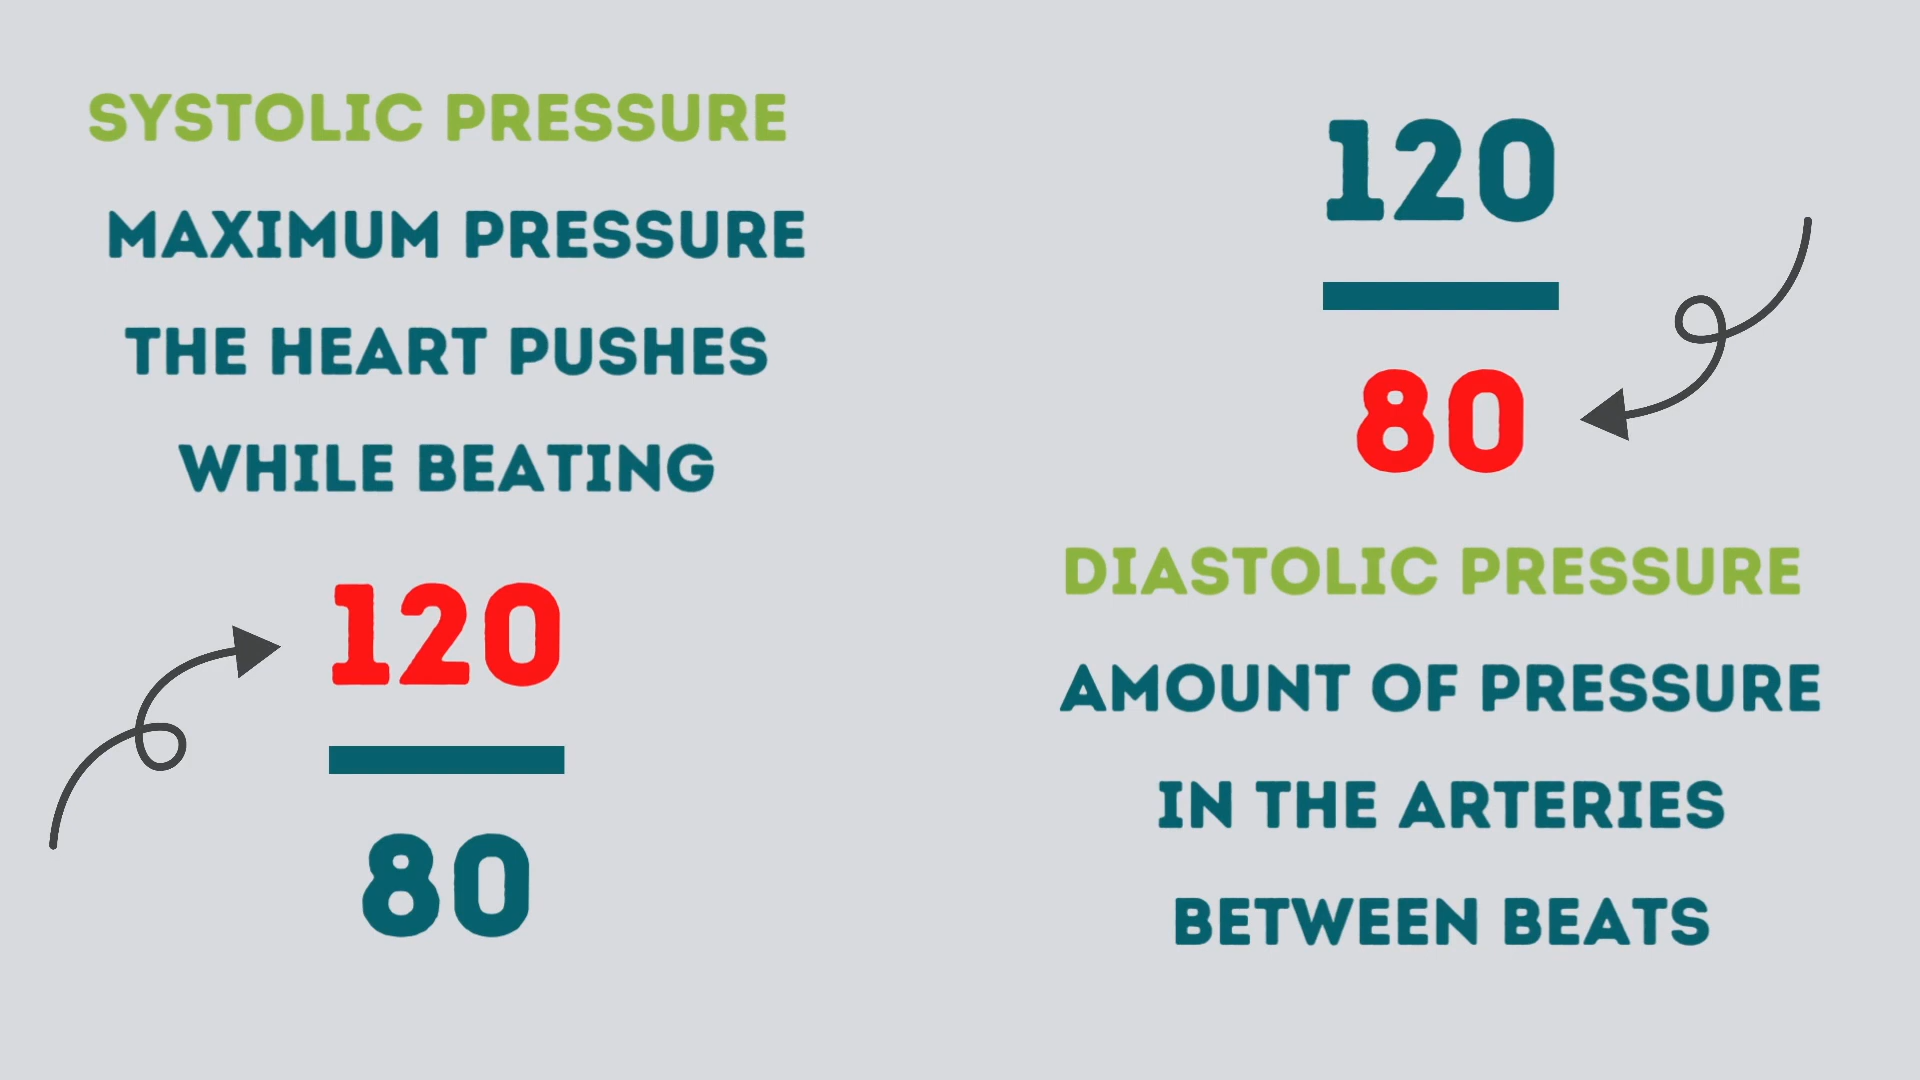 SYSTOLIC PRESSURE
MAXIMUM PRESSURE
THE HEART PUSHES
WHILE BEATING
120
80
120
80
DIASTOLIC PRESSURE
AMOUNT OF PRESSURE
IN THE ARTERIES
BETWEEN BEATS